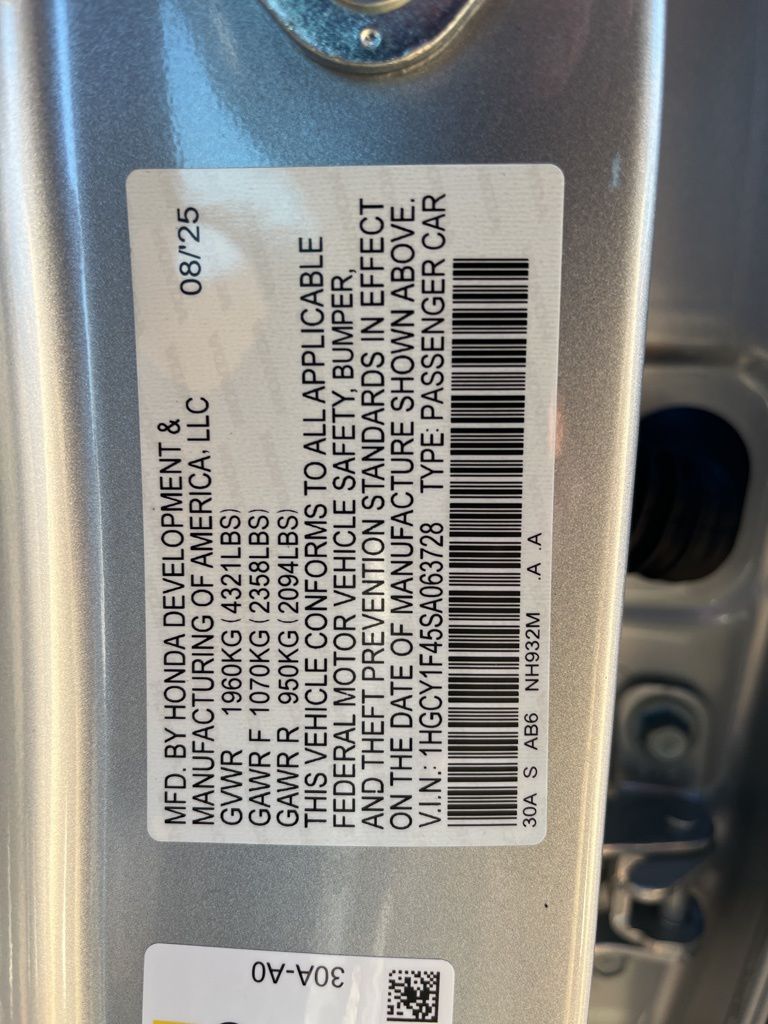 MFD. BY HONDA DEVELOPMENT &
MANUFACTURING OF AMERICA, LLC 08/'25
GVWR 1960KG (4321LBS)
GAWR F 1070KG (2358LBS)
GAWR R 950KG (2094LBS)
THIS VEHICLE CONFORMS TO ALL APPLICABLE
FEDERAL MOTOR VEHICLE SAFETY, BUMPER,
AND THEFT PREVENTION STANDARDS IN EFFECT
ON THE DATE OF MANUFACTURE SHOWN ABOVE.
V.I.N.: 1HGCY1F45SA063728 TYPE: PASSENGER CAR
30A S AB6 NH932M .A .A
30A-A0